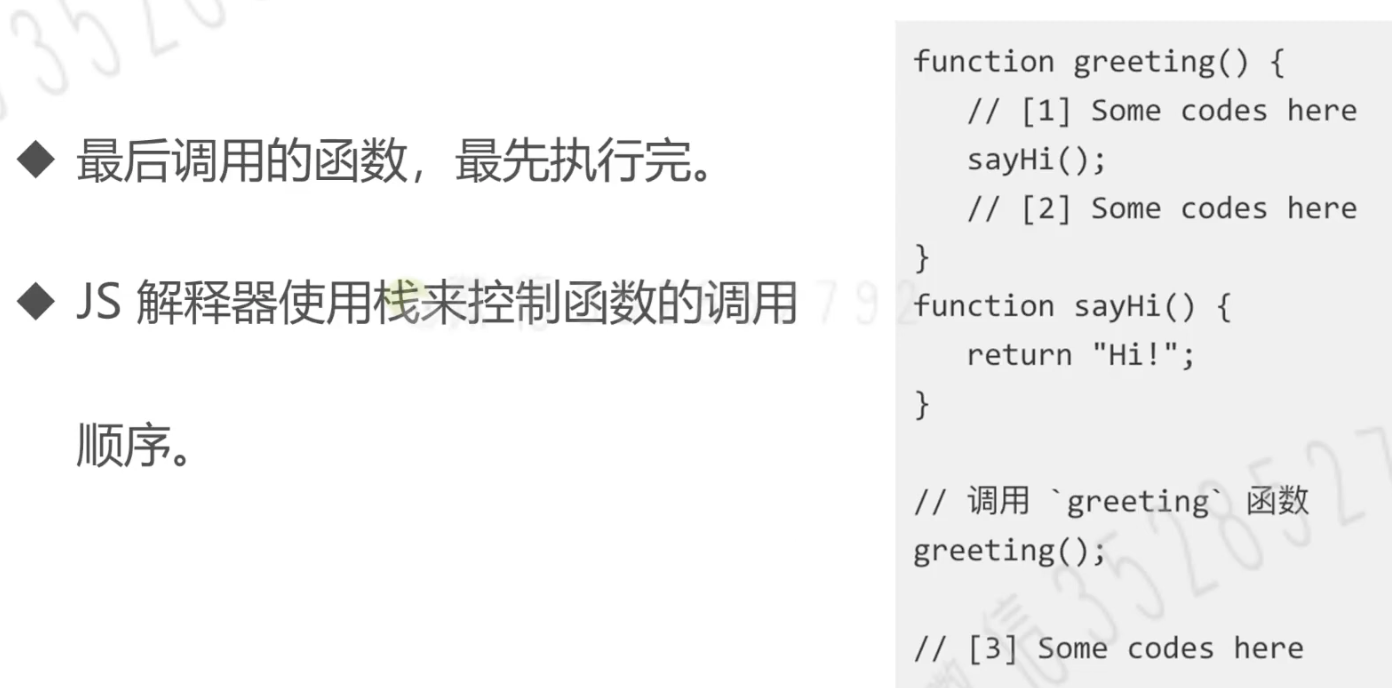 ◆ 最后调用的函数，最先执行完。
◆ JS 解释器使用栈来控制函数的调用
顺序。
function greeting() {
   // [1] Some codes here
   sayHi();
   // [2] Some codes here
}
function sayHi() {
   return "Hi!";
}
// 调用 `greeting` 函数
greeting();
// [3] Some codes here